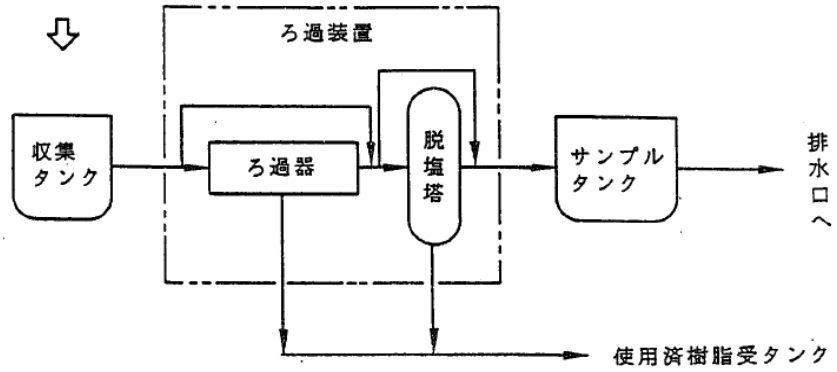 ろ過装置
収集
タンク
ろ過器
脱塩塔
サンプル
タンク
排水口へ
使用済樹脂受タンク